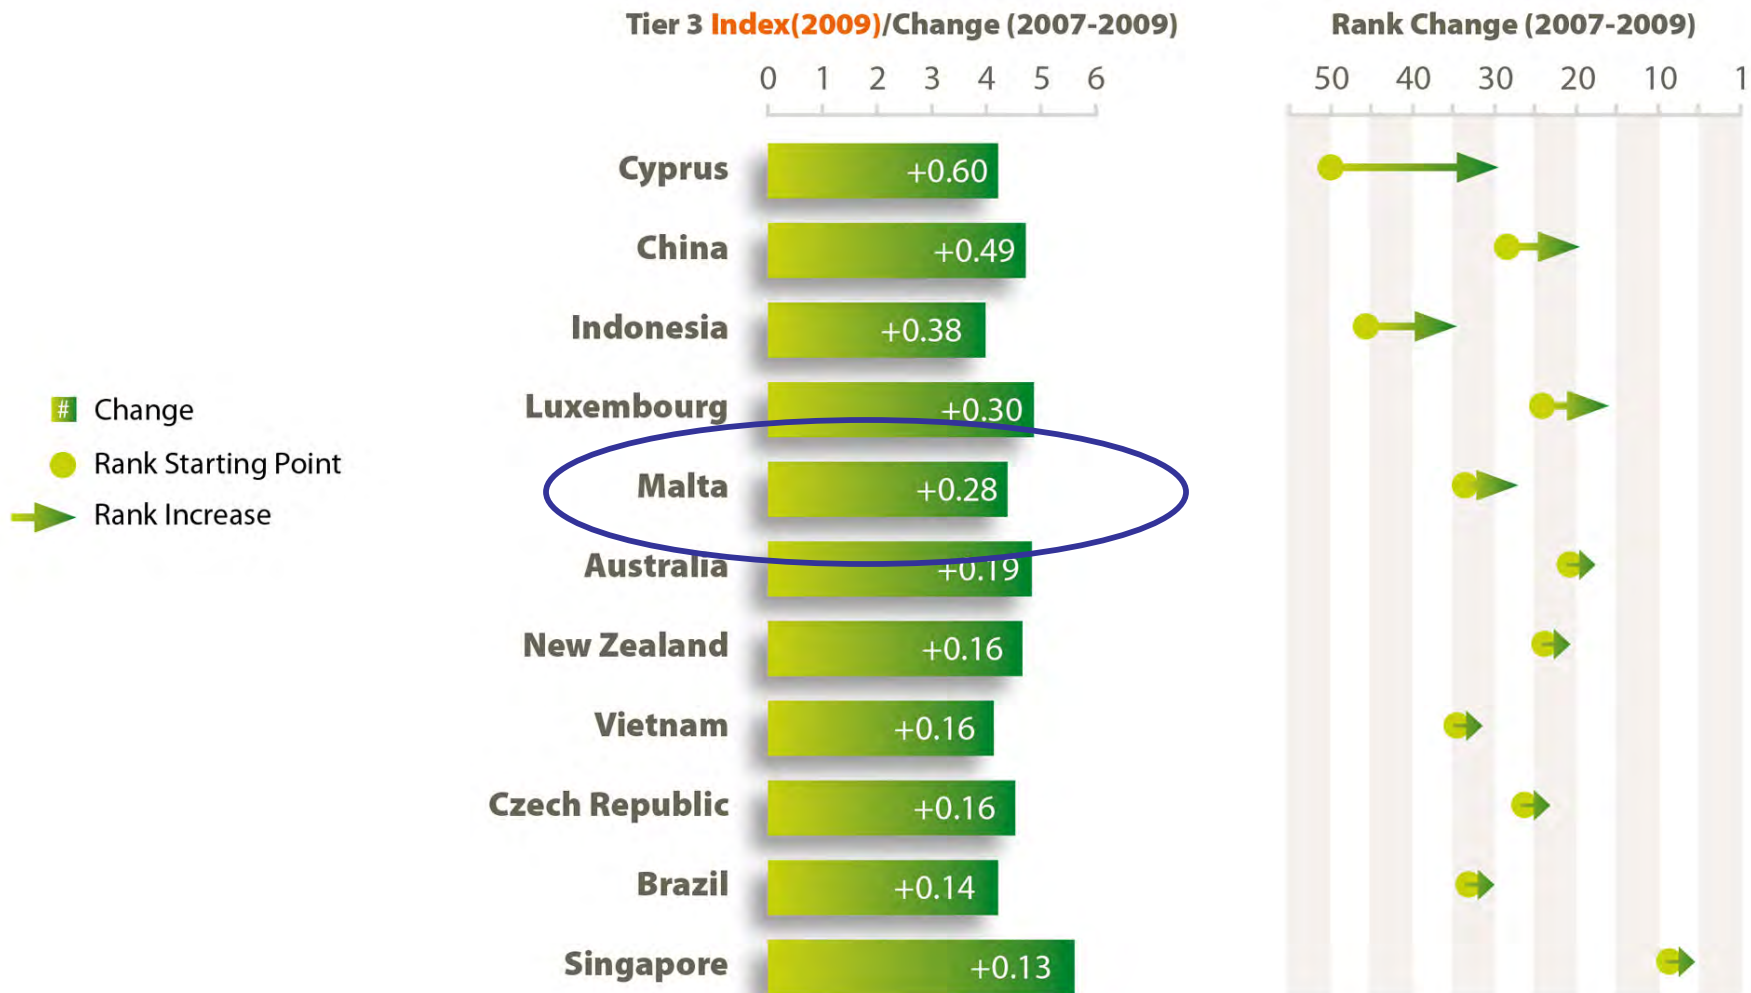 Tier 3 Index(2009)/Change (2007-2009)
Rank Change (2007-2009)
0 1 2 3 4 5 6
50 40 30 20 10 1
Cyprus +0.60
China +0.49
Indonesia +0.38
Luxembourg +0.30
Malta +0.28
Australia +0.19
New Zealand +0.16
Vietnam +0.16
Czech Republic +0.16
Brazil +0.14
Singapore +0.13
# Change
Rank Starting Point
Rank Increase